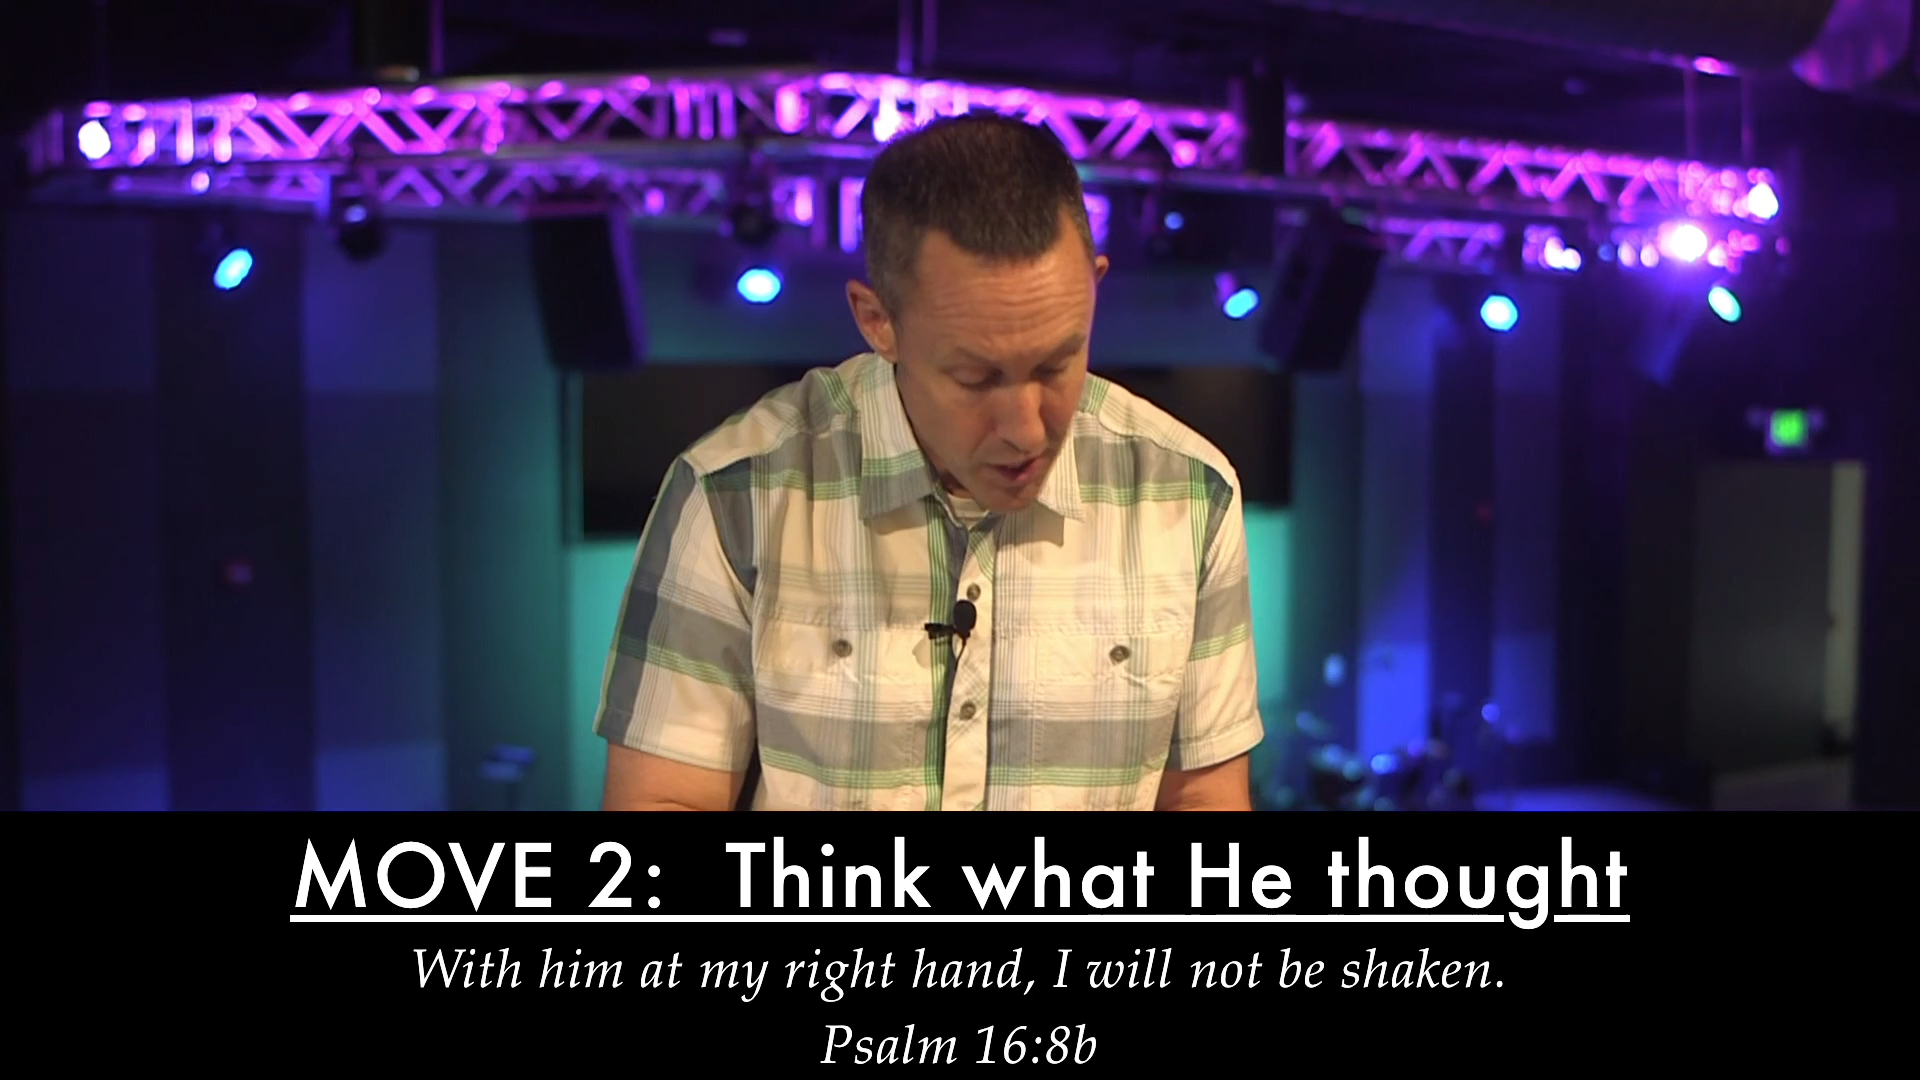 MOVE 2: Think what He thought
With him at my right hand, I will not be shaken.
Psalm 16:8b